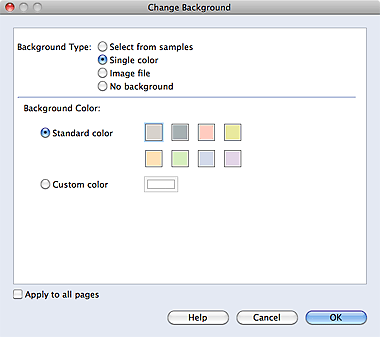 Change Background
Background Type: Select from samples
Single color
Image file
No background
Background Color:
Standard color
Custom color
Apply to all pages
Help Cancel OK